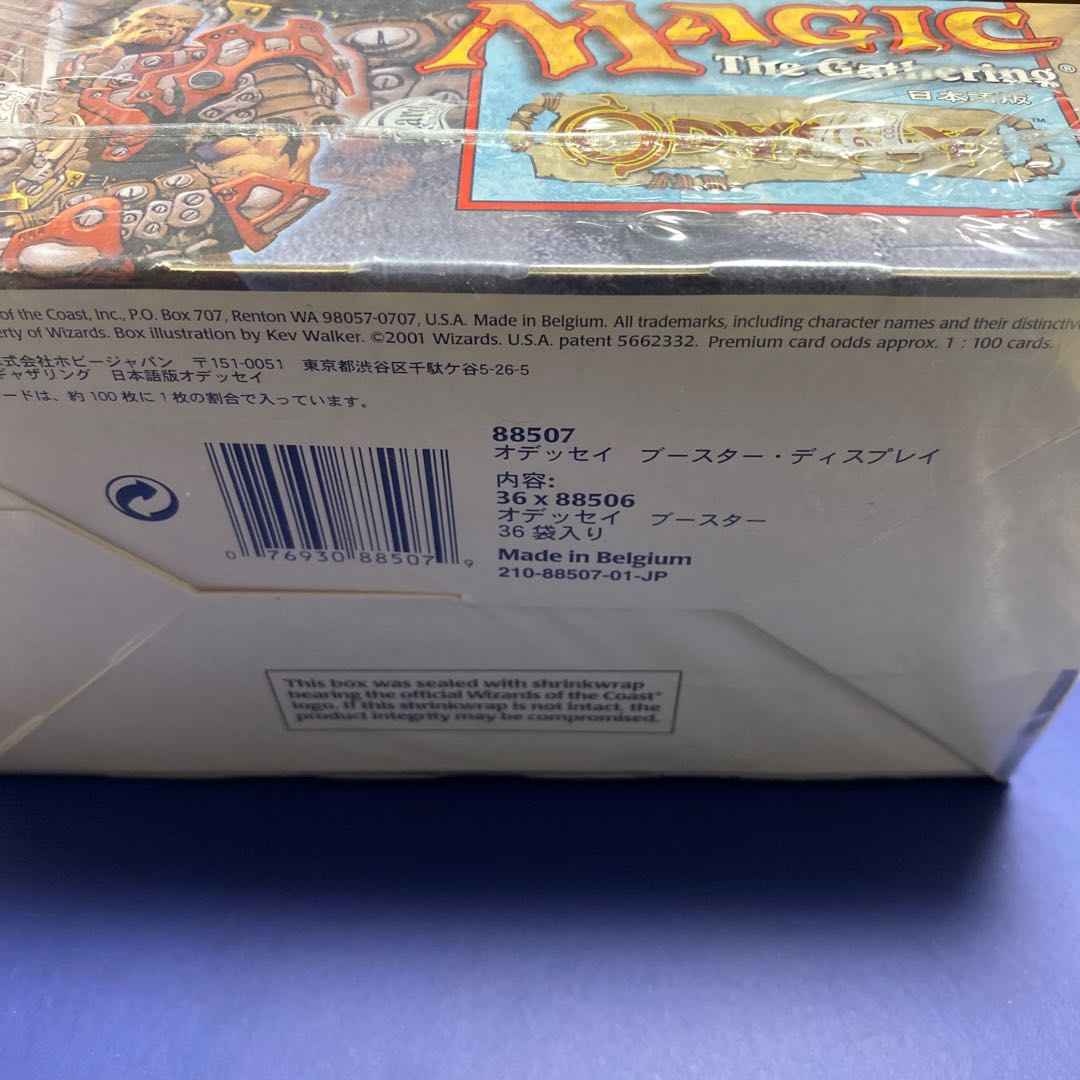 MAGIC
The Gathering®
日本語版
ODYSSEY™
of the Coast, Inc., P.O. Box 707, Renton WA 98057-0707, U.S.A. Made in Belgium. All trademarks, including character names and their distinctiv
erty of Wizards. Box illustration by Kev Walker. ©2001 Wizards. U.S.A. patent 5662332. Premium card odds approx. 1 : 100 cards.
式会社ホビージャパン 〒151-0051 東京都渋谷区千駄ケ谷5-26-5
ギャザリング 日本語版オデッセイ
ードは、約100枚に1枚の割合で入っています。
88507
オデッセイ ブースター・ディスプレイ
内容:
36 x 88506
オデッセイ ブースター
36袋入り
Made in Belgium
210-88507-01-JP
0 76930 88507 9
This box was sealed with shrinkwrap
bearing the official Wizards of the Coast®
logo. If this shrinkwrap is not intact, the
product integrity may be compromised.